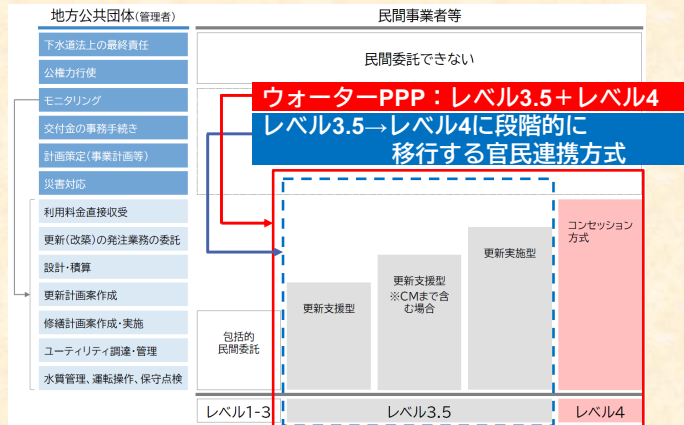 地方公共団体(管理者)
民間事業者等
下水道法上の最終責任
公権力行使
モニタリング
交付金の事務手続き
計画策定(事業計画等)
災害対応
利用料金直接収受
更新(改築)の発注業務の委託
設計・積算
更新計画案作成
修繕計画案作成・実施
ユーティリティ調達・管理
水質管理、運転操作、保守点検
民間委託できない
ウォーターPPP：レベル3.5＋レベル4
レベル3.5→レベル4に段階的に
移行する官民連携方式
包括的
民間委託
更新支援型
更新支援型
※CMまで含
む場合
更新実施型
コンセッション
方式
レベル1-3
レベル3.5
レベル4